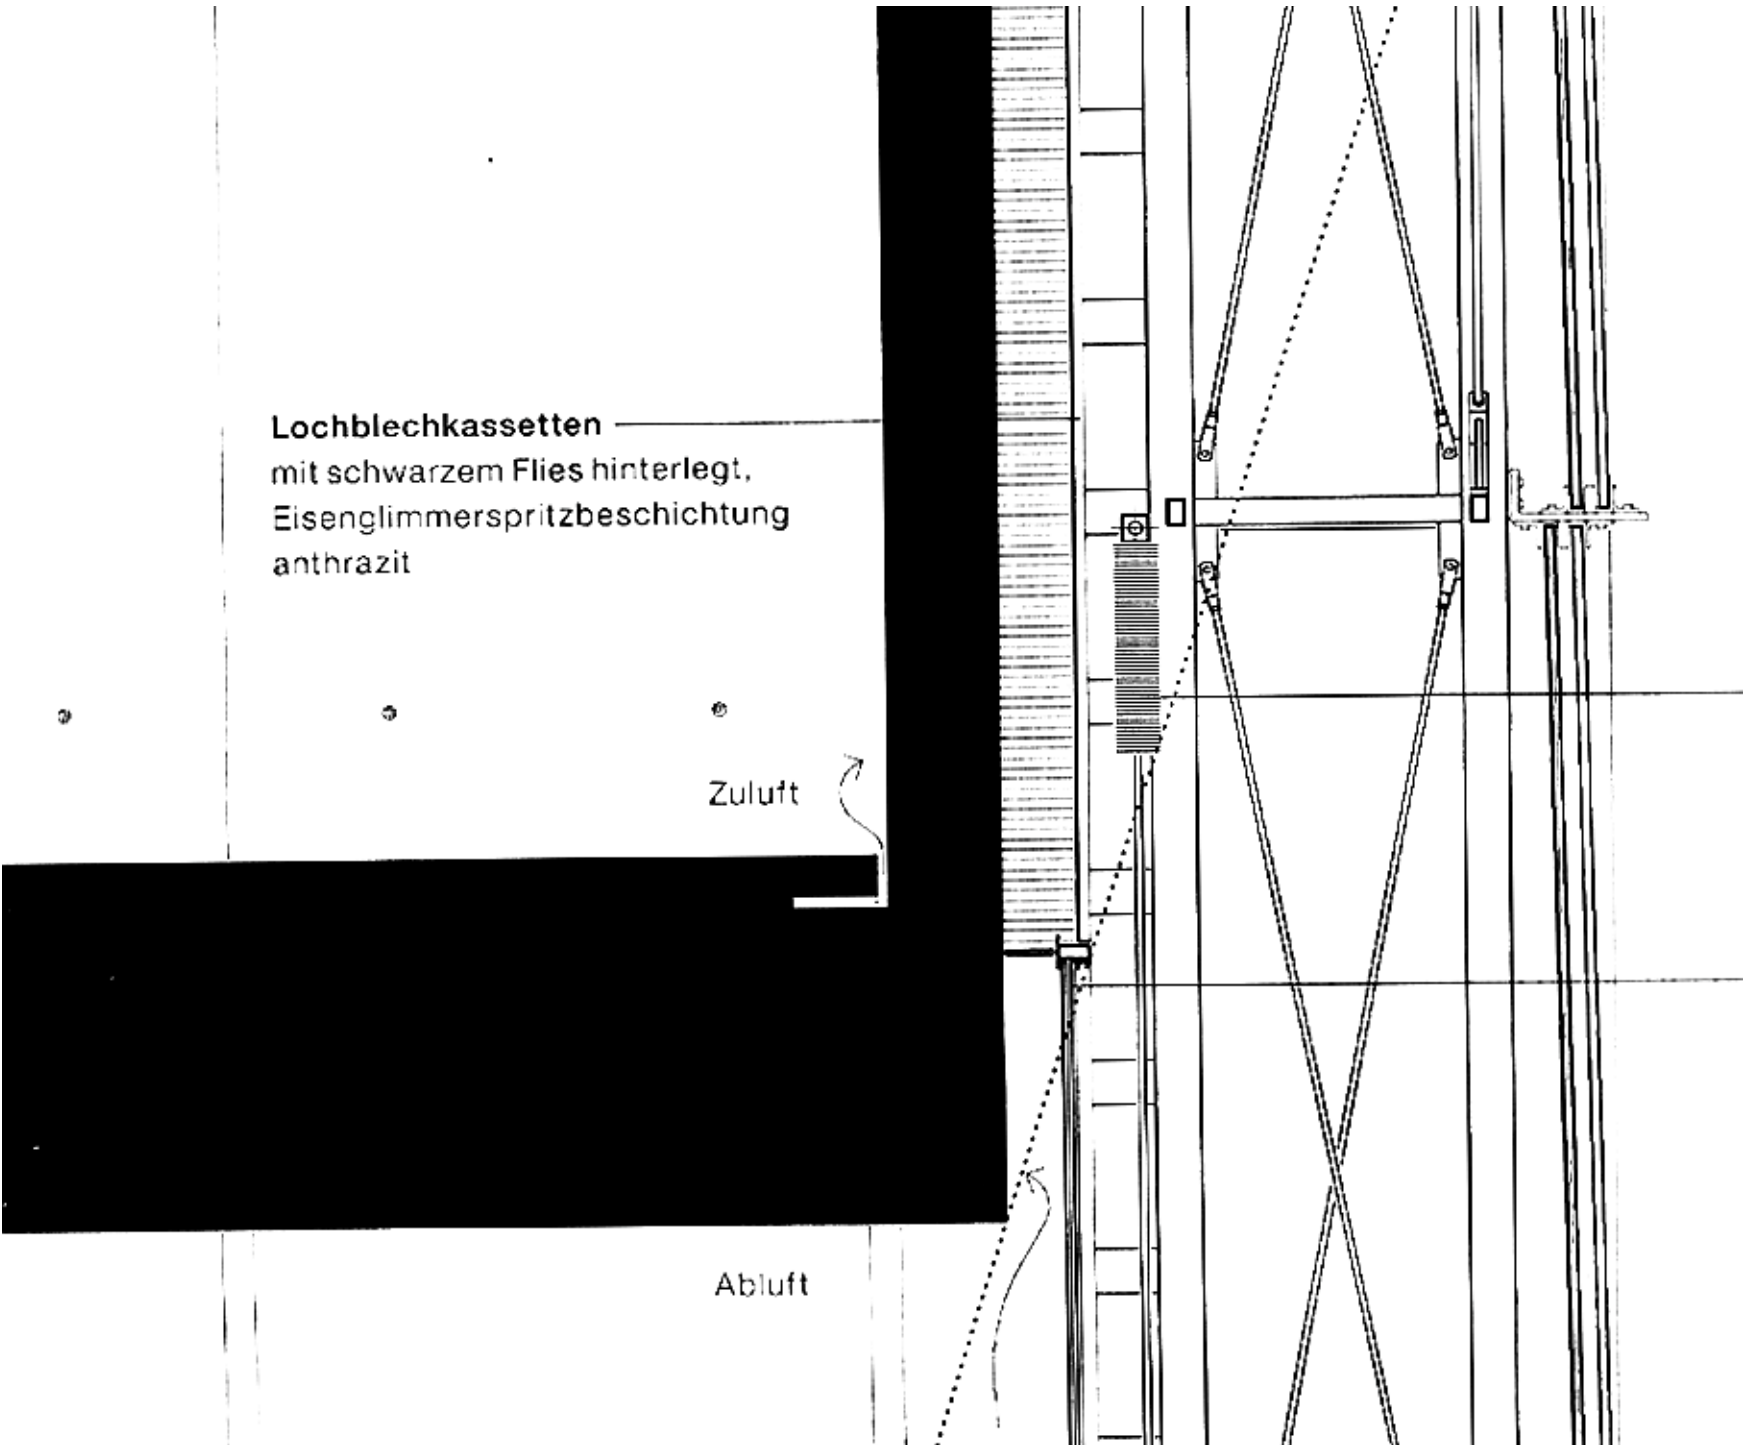 Lochblechkassetten
mit schwarzem Flies hinterlegt,
Eisenglimmerspritzbeschichtung
anthrazit
Zuluft
Abluft